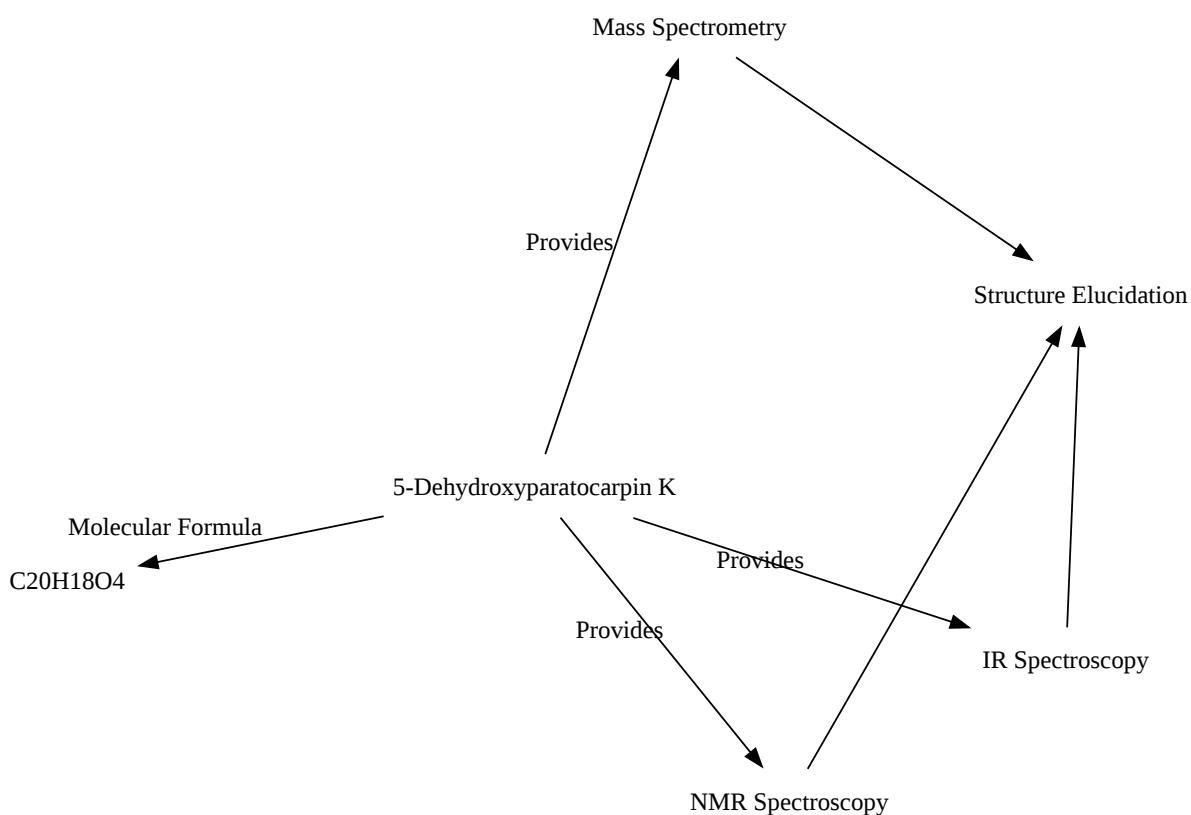 Mass Spectrometry
Provides
Structure Elucidation
5-Dehydroxyparatocarpin K
Molecular Formula
Provides
C20H18O4
Provides
IR Spectroscopy
NMR Spectroscopy